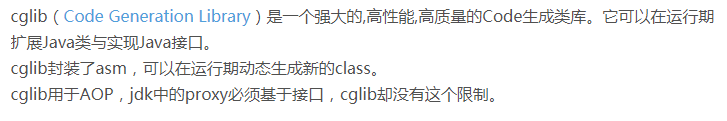 cglib（Code Generation Library）是一个强大的,高性能,高质量的Code生成类库。它可以在运行期
扩展Java类与实现Java接口。
cglib封装了asm，可以在运行期动态生成新的class。
cglib用于AOP，jdk中的proxy必须基于接口，cglib却没有这个限制。